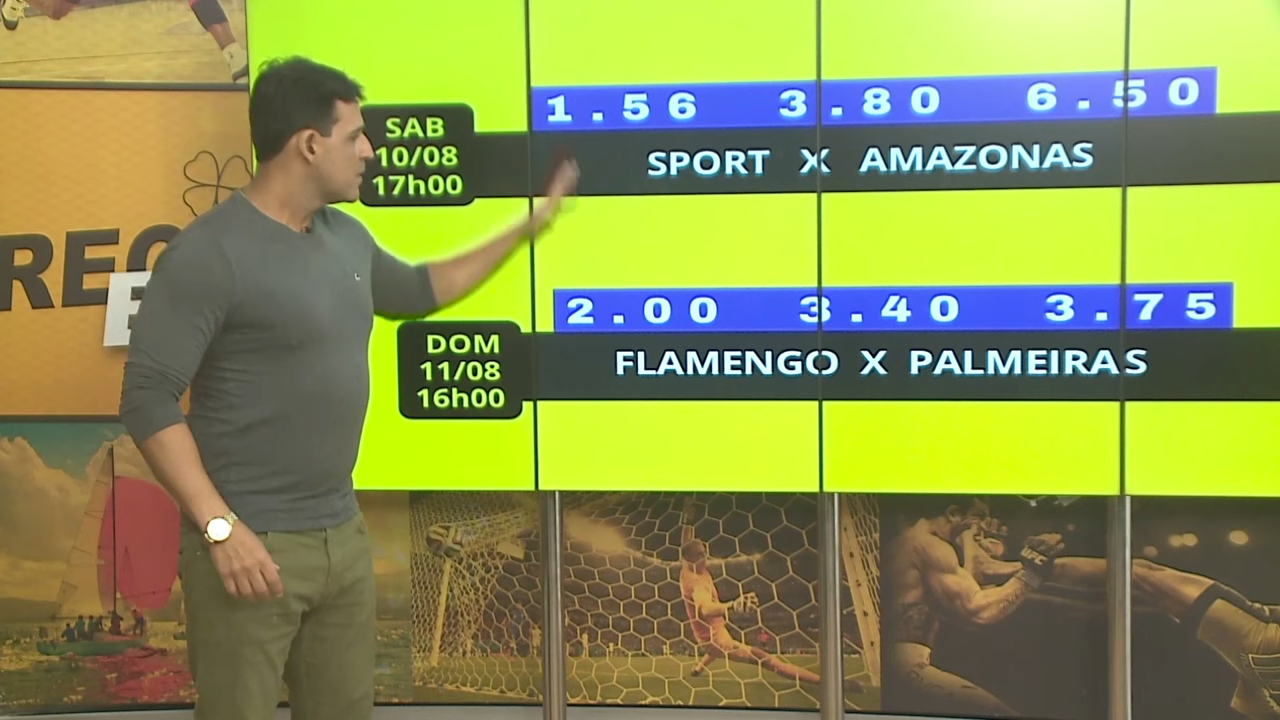 SAB
10/08
17h00
1.56 3.80 6.50
SPORT X AMAZONAS
DOM
11/08
16h00
2.00 3.40 3.75
FLAMENGO X PALMEIRAS